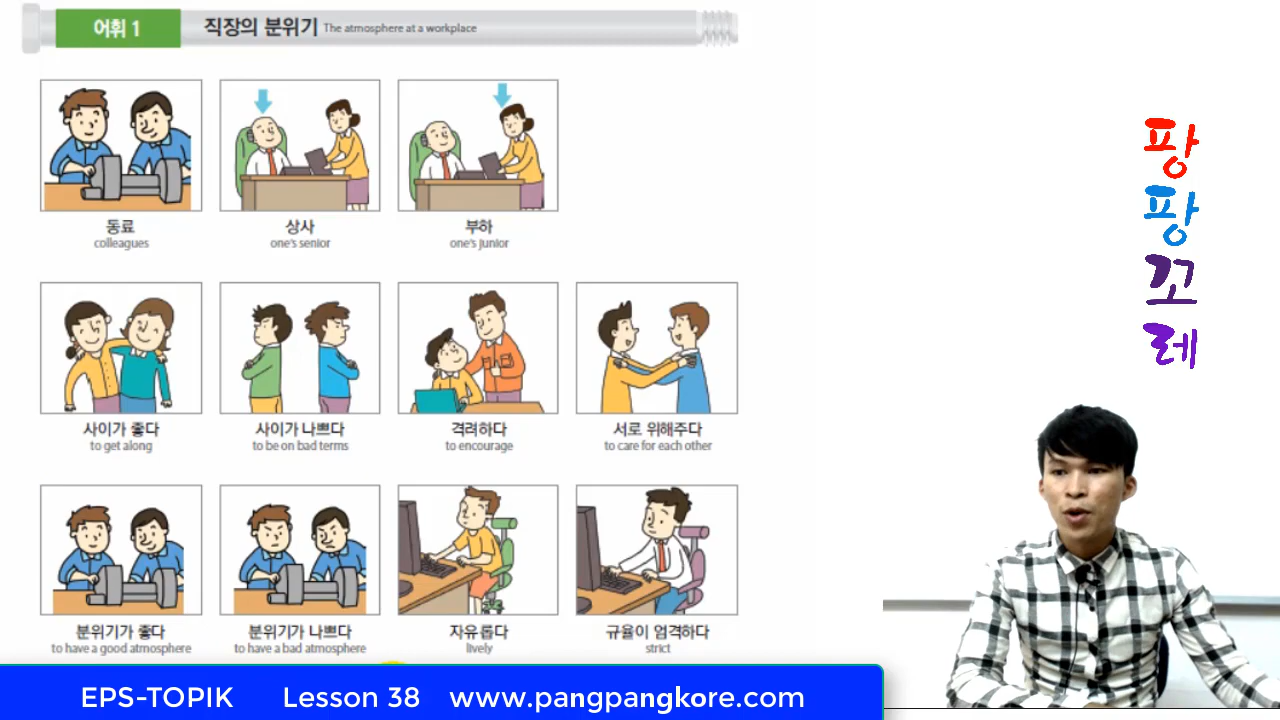 어휘 1 직장의 분위기 The atmosphere at a workplace
동료 상사 부하
colleagues one's senior one's junior
사이가 좋다 사이가 나쁘다 격려하다 서로 위해주다
to get along to be on bad terms to encourage to care for each other
분위기가 좋다 분위기가 나쁘다 자유롭다 규율이 엄격하다
to have a good atmosphere to have a bad atmosphere lively strict
팡
팡
꼬
레
EPS-TOPIK Lesson 38 www.pangpangkore.com